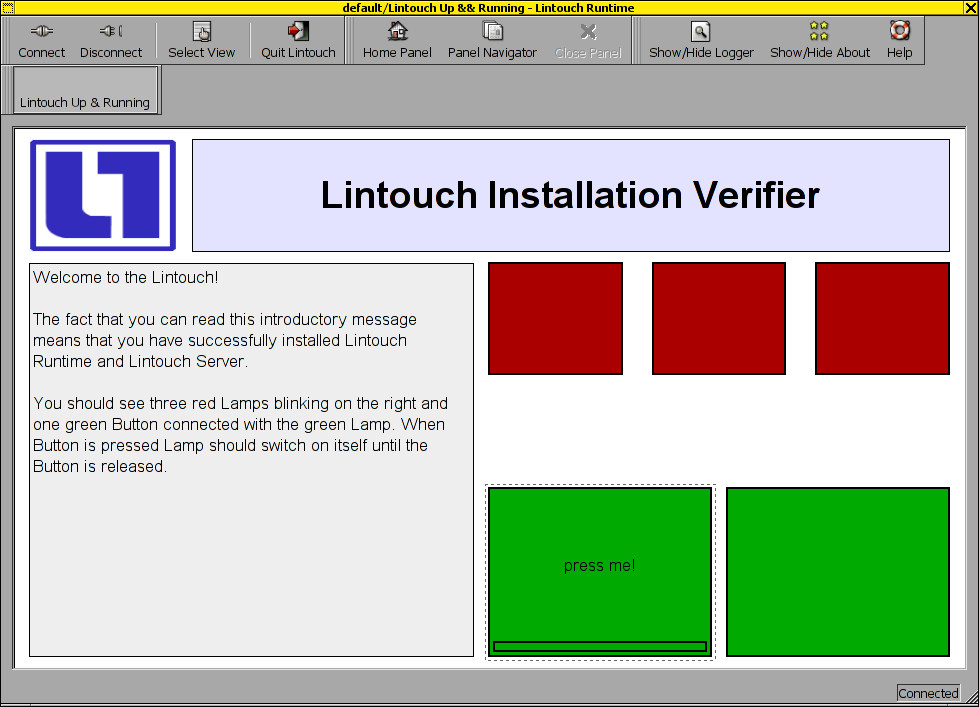 default/Lintouch Up && Running - Lintouch Runtime
Connect Disconnect Select View Quit Lintouch Home Panel Panel Navigator Close Panel Show/Hide Logger Show/Hide About Help
Lintouch Up & Running
Lintouch Installation Verifier
Welcome to the Lintouch!
The fact that you can read this introductory message
means that you have successfully installed Lintouch
Runtime and Lintouch Server.
You should see three red Lamps blinking on the right and
one green Button connected with the green Lamp. When
Button is pressed Lamp should switch on itself until the
Button is released.
press me!
Connected